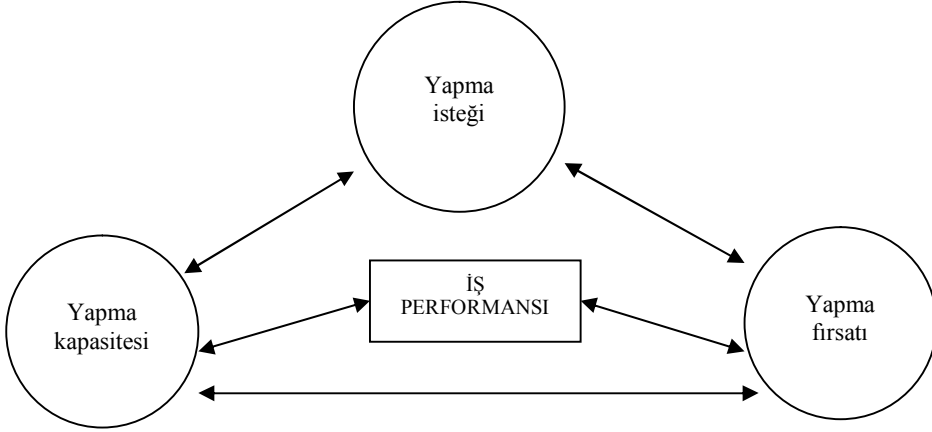 Yapma
isteği
İŞ
PERFORMANSI
Yapma
kapasitesi
Yapma
fırsatı